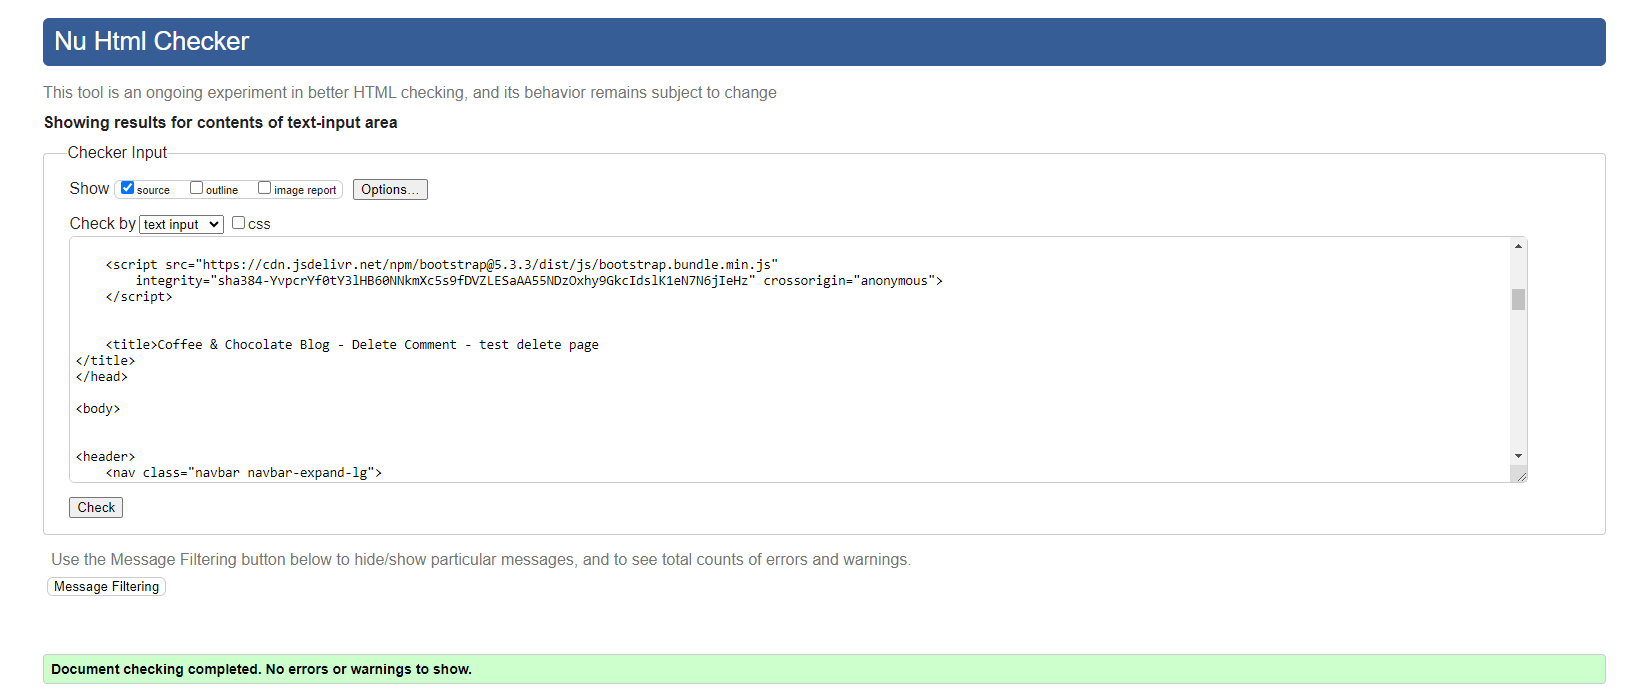 Nu Html Checker
This tool is an ongoing experiment in better HTML checking, and its behavior remains subject to change
Showing results for contents of text-input area
Checker Input
Show source outline image report Options...
Check by text input css
<script src="https://cdn.jsdelivr.net/npm/bootstrap@5.3.3/dist/js/bootstrap.bundle.min.js"
integrity="sha384-YvpcrYf0tY3lHB60NNkmXc5s9fDVZLESaAA55NDzOxhy9GkcIdslK1eN7N6jIeHz" crossorigin="anonymous">
</script>
<title>Coffee & Chocolate Blog - Delete Comment - test delete page
</title>
</head>
<body>
<header>
<nav class="navbar navbar-expand-lg">
Check
Use the Message Filtering button below to hide/show particular messages, and to see total counts of errors and warnings.
Message Filtering
Document checking completed. No errors or warnings to show.